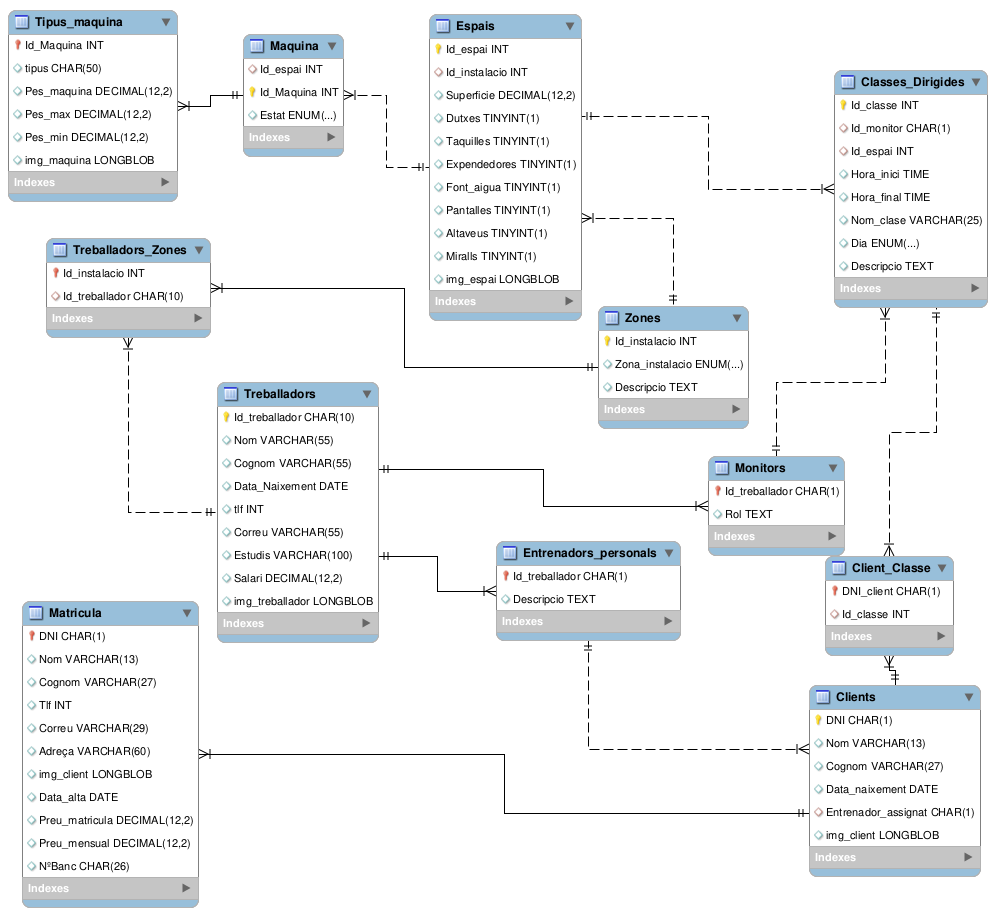 Tipus_maquina
Id_Maquina INT
tipus CHAR(50)
Pes_maquina DECIMAL(12,2)
Pes_max DECIMAL(12,2)
Pes_min DECIMAL(12,2)
img_maquina LONGBLOB
Indexes
Maquina
Id_espai INT
Id_Maquina INT
Estat ENUM(...)
Indexes
Espais
Id_espai INT
Id_instalacio INT
Superficie DECIMAL(12,2)
Dutxes TINYINT(1)
Taquilles TINYINT(1)
Expendedores TINYINT(1)
Font_aigua TINYINT(1)
Pantalles TINYINT(1)
Altaveus TINYINT(1)
Miralls TINYINT(1)
img_espai LONGBLOB
Indexes
Classes_Dirigides
Id_classe INT
Id_monitor CHAR(1)
Id_espai INT
Hora_inici TIME
Hora_final TIME
Nom_clase VARCHAR(25)
Dia ENUM(...)
Descripcio TEXT
Indexes
Treballadors_Zones
Id_instalacio INT
Id_treballador CHAR(10)
Indexes
Zones
Id_instalacio INT
Zona_instalacio ENUM(...)
Descripcio TEXT
Indexes
Treballadors
Id_treballador CHAR(10)
Nom VARCHAR(55)
Cognom VARCHAR(55)
Data_Naixement DATE
tlf INT
Correu VARCHAR(55)
Estudis VARCHAR(100)
Salari DECIMAL(12,2)
img_treballador LONGBLOB
Indexes
Monitors
Id_treballador CHAR(1)
Rol TEXT
Indexes
Entrenadors_personals
Id_treballador CHAR(1)
Descripcio TEXT
Indexes
Client_Classe
DNI_client CHAR(1)
Id_classe INT
Indexes
Matricula
DNI CHAR(1)
Nom VARCHAR(13)
Cognom VARCHAR(27)
Tlf INT
Correu VARCHAR(29)
Adreça VARCHAR(60)
img_client LONGBLOB
Data_alta DATE
Preu_matricula DECIMAL(12,2)
Preu_mensual DECIMAL(12,2)
NºBanc CHAR(26)
Indexes
Clients
DNI CHAR(1)
Nom VARCHAR(13)
Cognom VARCHAR(27)
Data_naixement DATE
Entrenador_assignat CHAR(1)
img_client LONGBLOB
Indexes